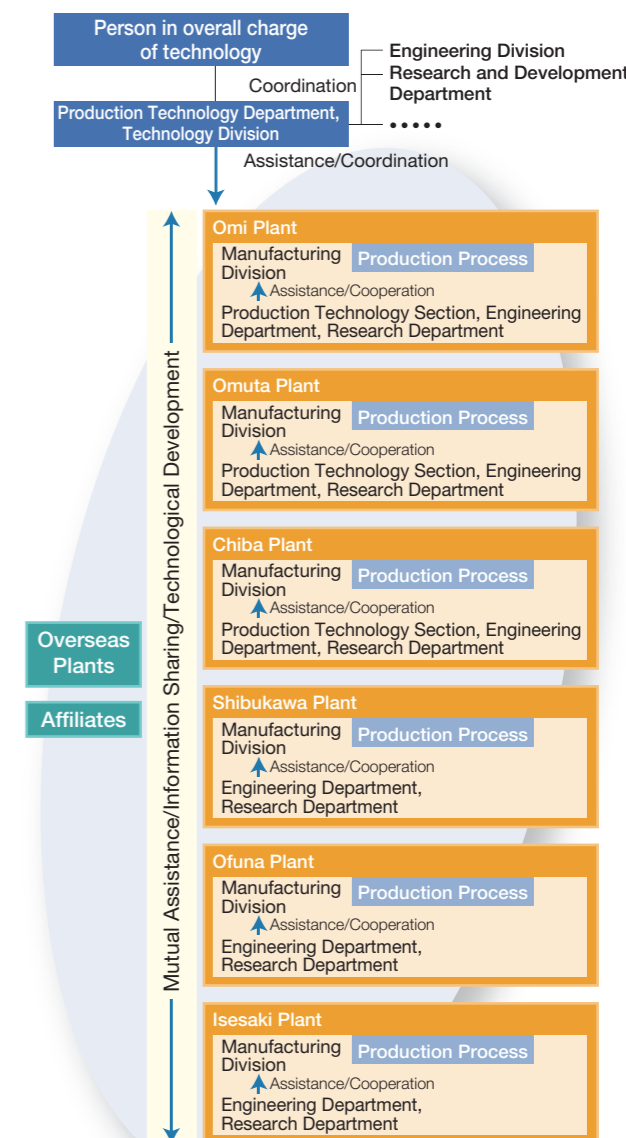 Person in overall charge
of technology
Coordination
Engineering Division
Research and Development
Department
•••••
Production Technology Department,
Technology Division
Assistance/Coordination
Mutual Assistance/Information Sharing/Technological Development
Overseas
Plants
Affiliates
Omi Plant
Manufacturing
Division
Production Process
Assistance/Cooperation
Production Technology Section, Engineering
Department, Research Department
Omuta Plant
Manufacturing
Division
Production Process
Assistance/Cooperation
Production Technology Section, Engineering
Department, Research Department
Chiba Plant
Manufacturing
Division
Production Process
Assistance/Cooperation
Production Technology Section, Engineering
Department, Research Department
Shibukawa Plant
Manufacturing
Division
Production Process
Assistance/Cooperation
Engineering Department,
Research Department
Ofuna Plant
Manufacturing
Division
Production Process
Assistance/Cooperation
Engineering Department,
Research Department
Isesaki Plant
Manufacturing
Division
Production Process
Assistance/Cooperation
Engineering Department,
Research Department